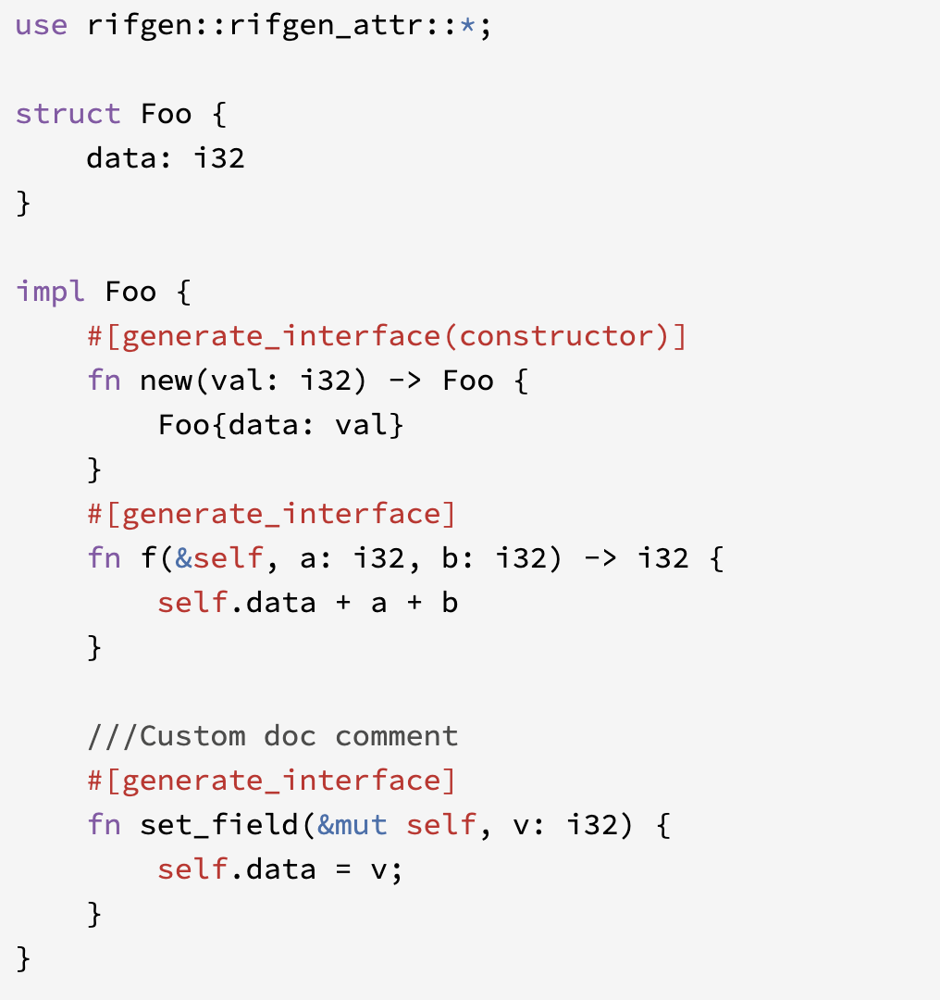 use rifgen::rifgen_attr::*;
struct Foo {
    data: i32
}
impl Foo {
    #[generate_interface(constructor)]
    fn new(val: i32) -> Foo {
        Foo{data: val}
    }
    #[generate_interface]
    fn f(&self, a: i32, b: i32) -> i32 {
        self.data + a + b
    }
    ///Custom doc comment
    #[generate_interface]
    fn set_field(&mut self, v: i32) {
        self.data = v;
    }
}